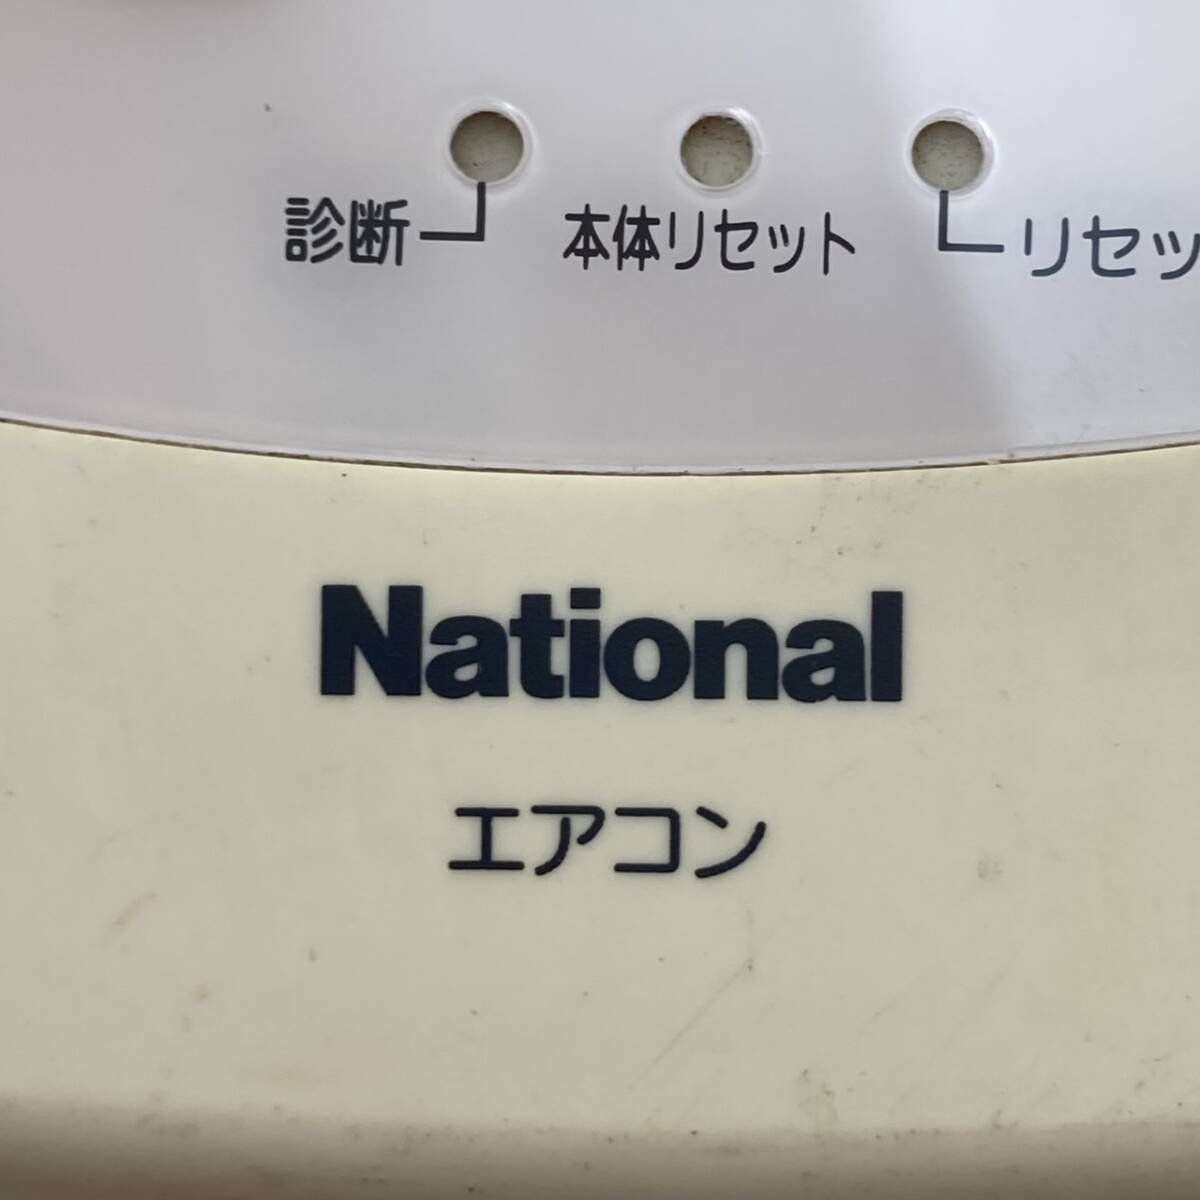 診断 本体リセット リセッ
National
エアコン